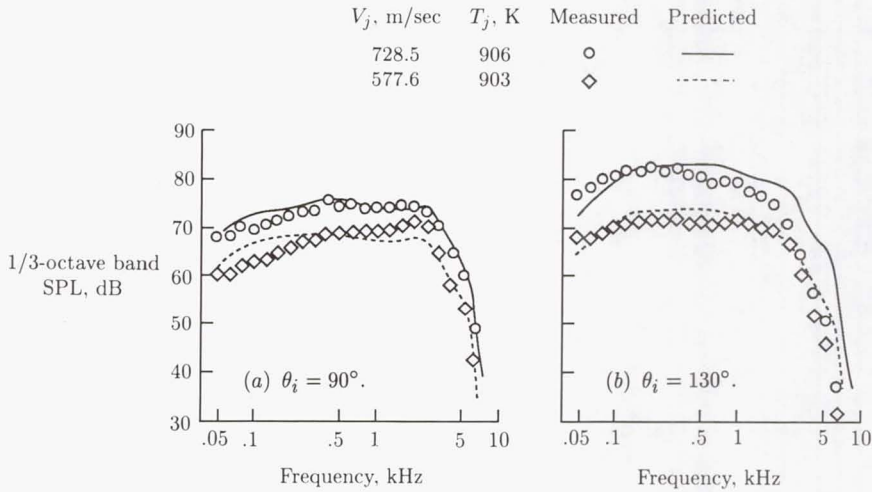 V_j, m/sec T_j, K Measured Predicted
728.5 906
577.6 903
90
80
70
60
50
40
30
1/3-octave band
SPL, dB
(a) θ_i = 90°.
(b) θ_i = 130°.
.05 .1 .5 1 5 10
.05 .1 .5 1 5 10
Frequency, kHz
Frequency, kHz